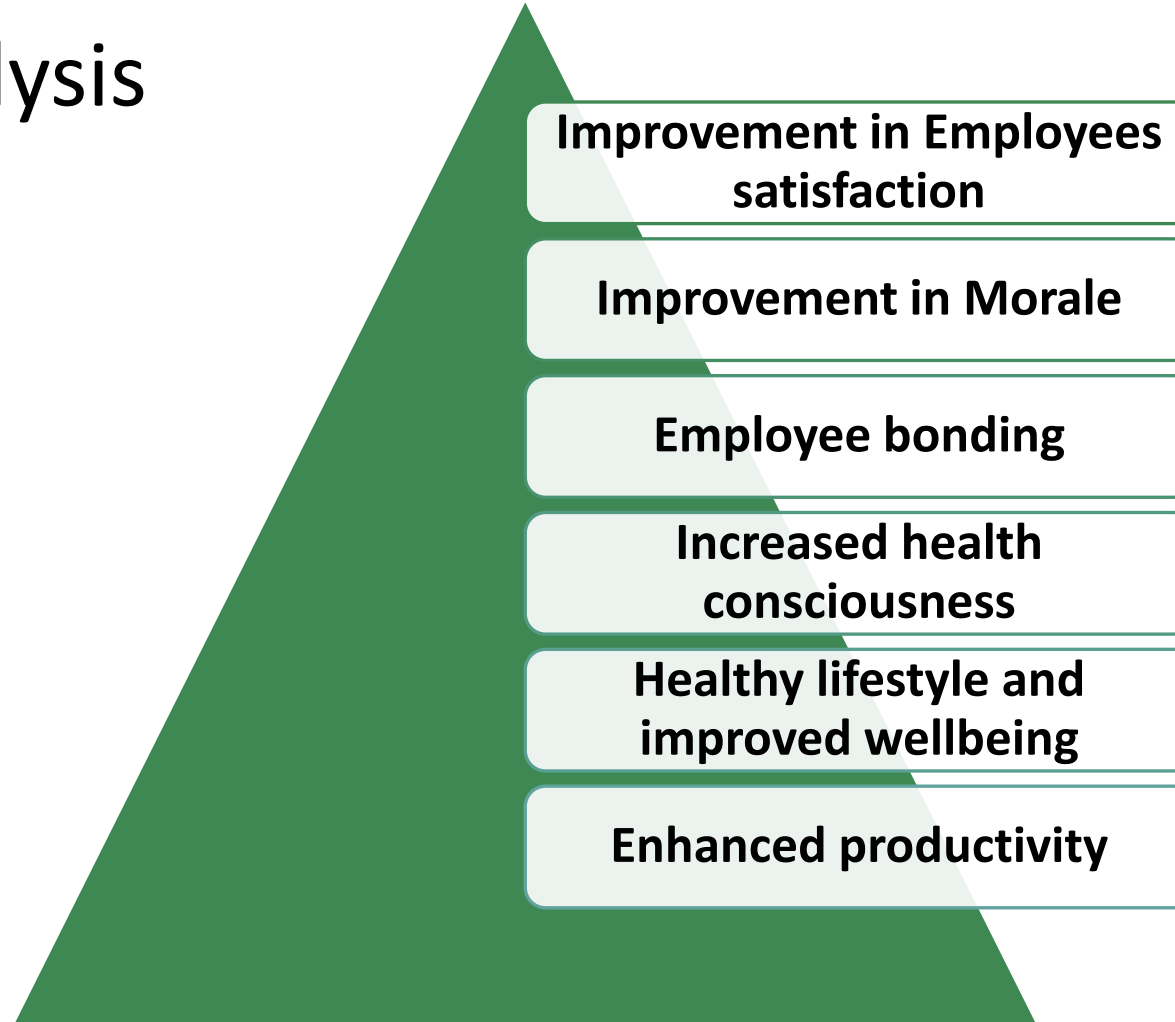 lysis
Improvement in Employees
satisfaction
Improvement in Morale
Employee bonding
Increased health
consciousness
Healthy lifestyle and
improved wellbeing
Enhanced productivity